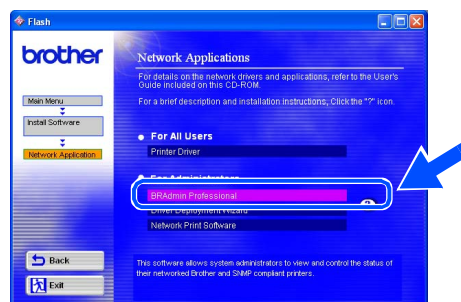 Flash
brother
Network Applications
For details on the network drivers and applications, refer to the User's
Guide included on this CD-ROM.
For a brief description and installation instructions, Click the "?" icon.
Main Menu
Install Software
Network Application
For All Users
Printer Driver
For Administrators
BRAdmin Professional
?
Driver Deployment Wizard
Network Print Software
Back
Exit
This software allows system administrators to view and control the status of
their networked Brother and SNMP compliant printers.